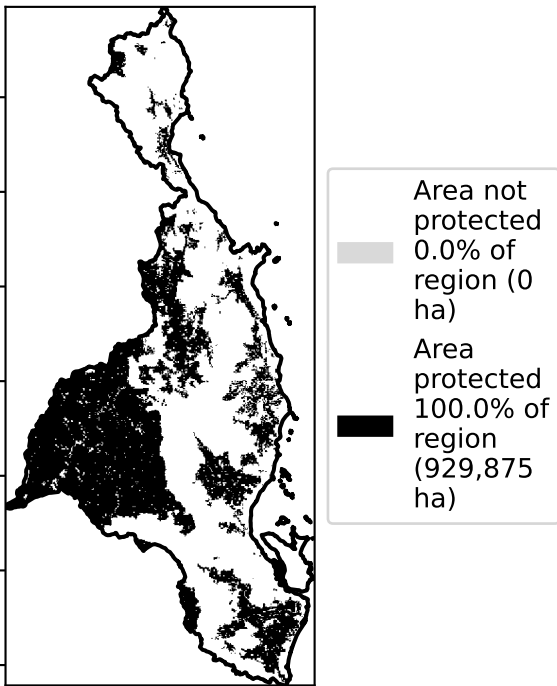 Area not
protected
0.0% of
region (0
ha)
Area
protected
100.0% of
region
(929,875
ha)